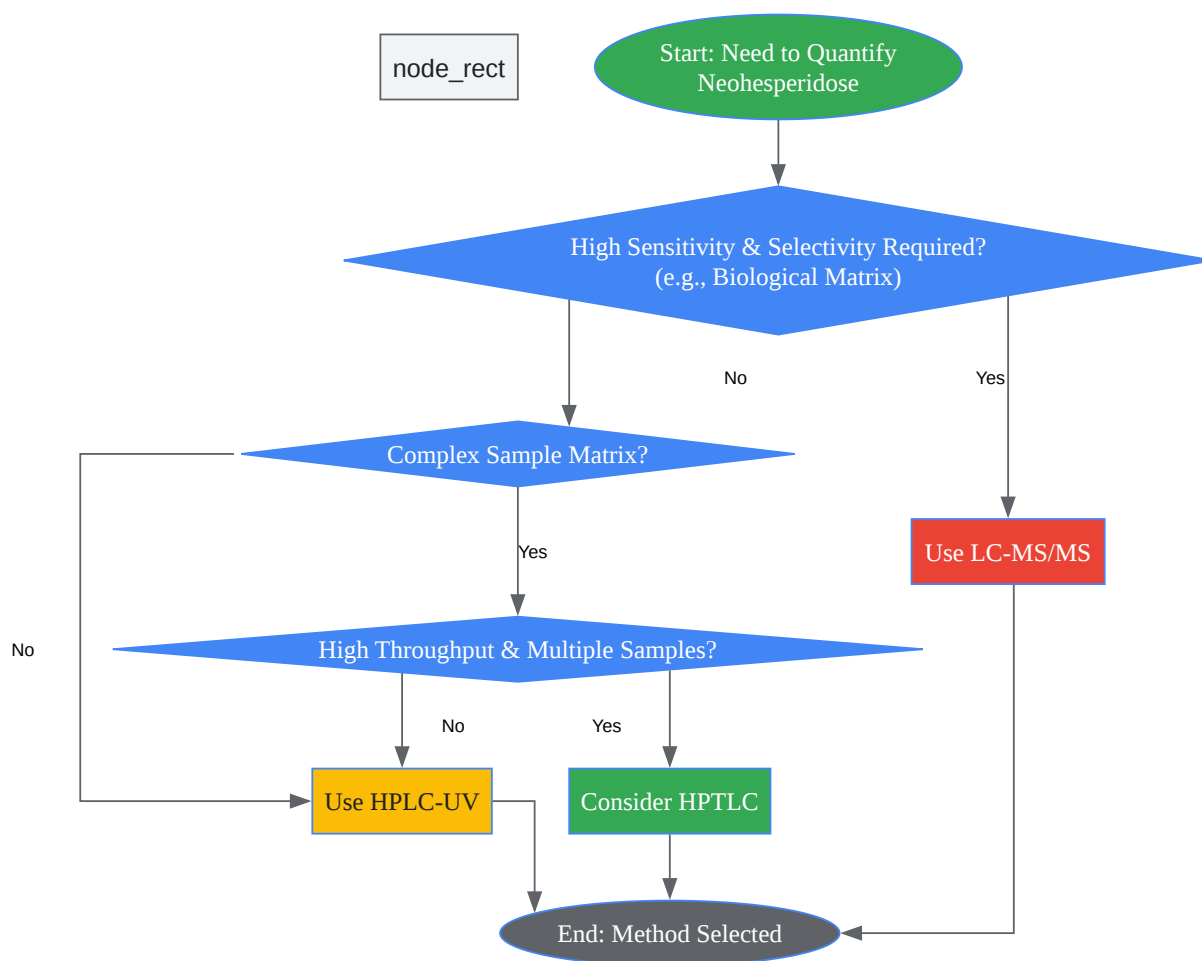 node_rect
Start: Need to Quantify
Neohesperidose
High Sensitivity & Selectivity Required?
(e.g., Biological Matrix)
No
Yes
Complex Sample Matrix?
Yes
Use LC-MS/MS
No
High Throughput & Multiple Samples?
No
Yes
Use HPLC-UV
Consider HPTLC
End: Method Selected